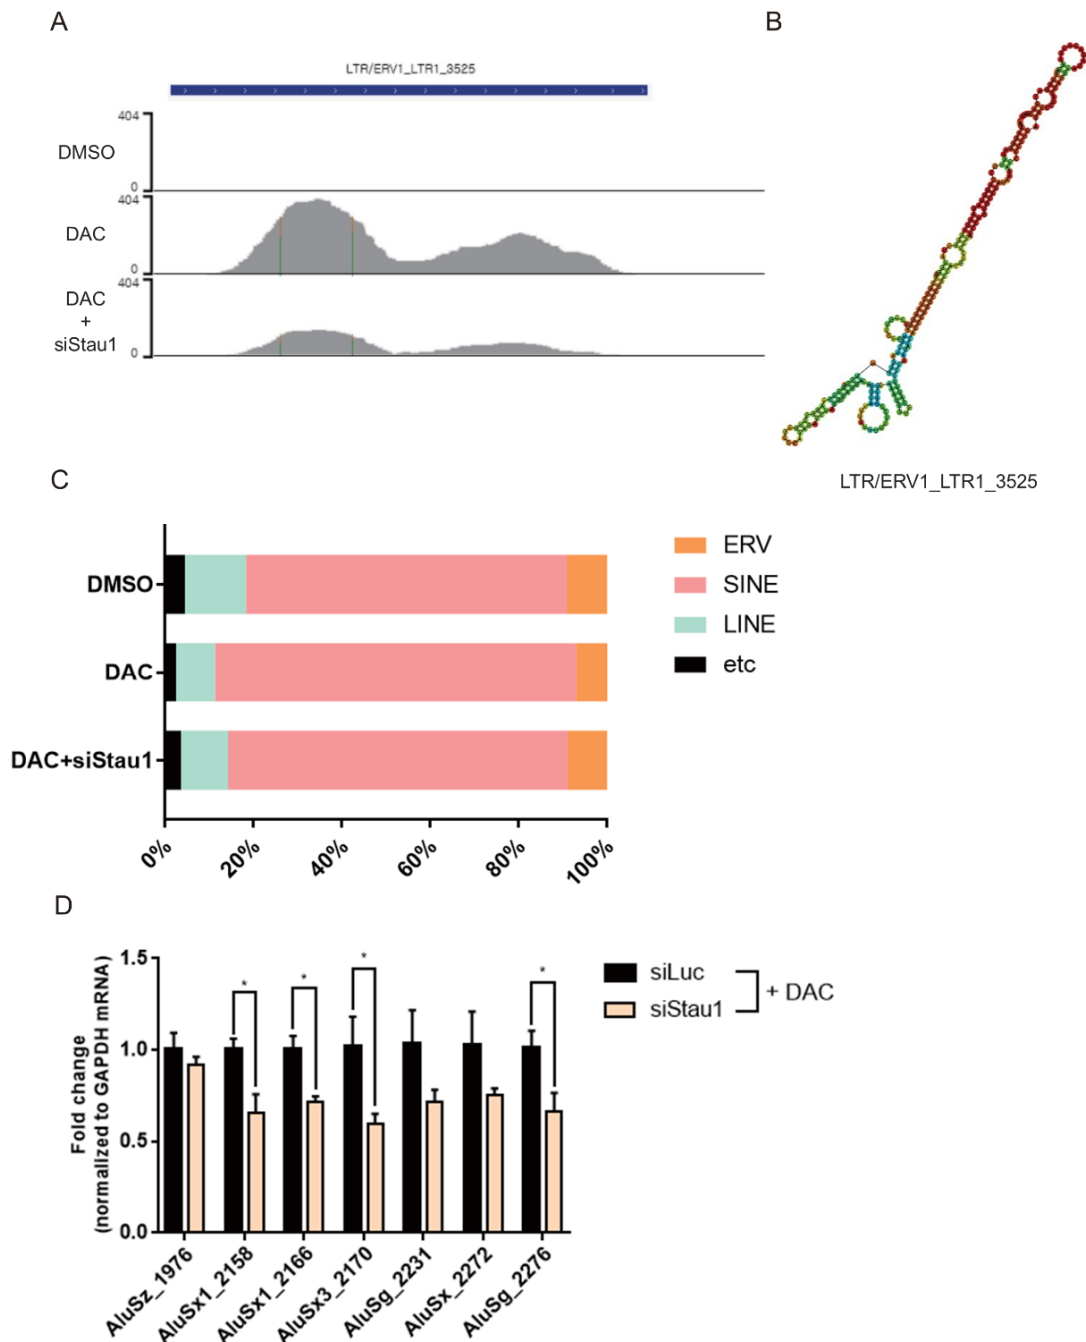 A
B
LTR/ERV1_LTR1_3525
404
DMSO
0
404
DAC
0
404
DAC
+
siStau1
0
LTR/ERV1_LTR1_3525
C
ERV
SINE
LINE
etc
DMSO
DAC
DAC+siStau1
0%
20%
40%
60%
80%
100%
D
Fold change
(normalized to GAPDH mRNA)
1.5
1.0
0.5
0.0
*
*
*
*
siLuc
siStau1
+ DAC
AluSz_1976
AluSx1_2158
AluSx1_2166
AluSx3_2170
AluSg_2231
AluSx_2272
AluSg_2276